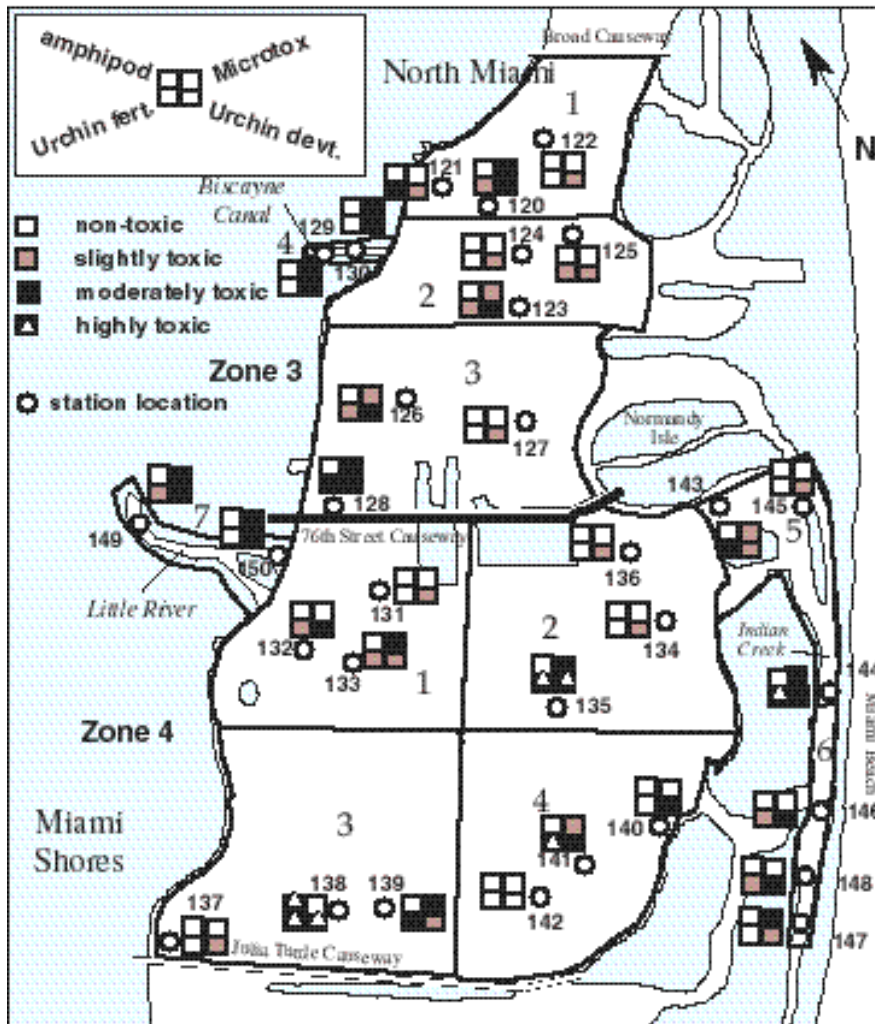 amphipod
Microtox
Urchin fert.
Urchin devt.
Broad Causeway
North Miami
N
1
122
121
120
Biscayne
Canal
non-toxic
slightly toxic
moderately toxic
highly toxic
station location
129
4
130
124
125
2
123
Zone 3
3
126
127
Normandy
Isle
128
143
145
5
7
149
150
76th Street Causeway
136
Little River
131
132
133
1
2
134
135
Indian
Creek
144
Miami Beach
6
Zone 4
Miami
Shores
3
4
140
141
142
146
148
147
137
138
139
Julia Tuttle Causeway